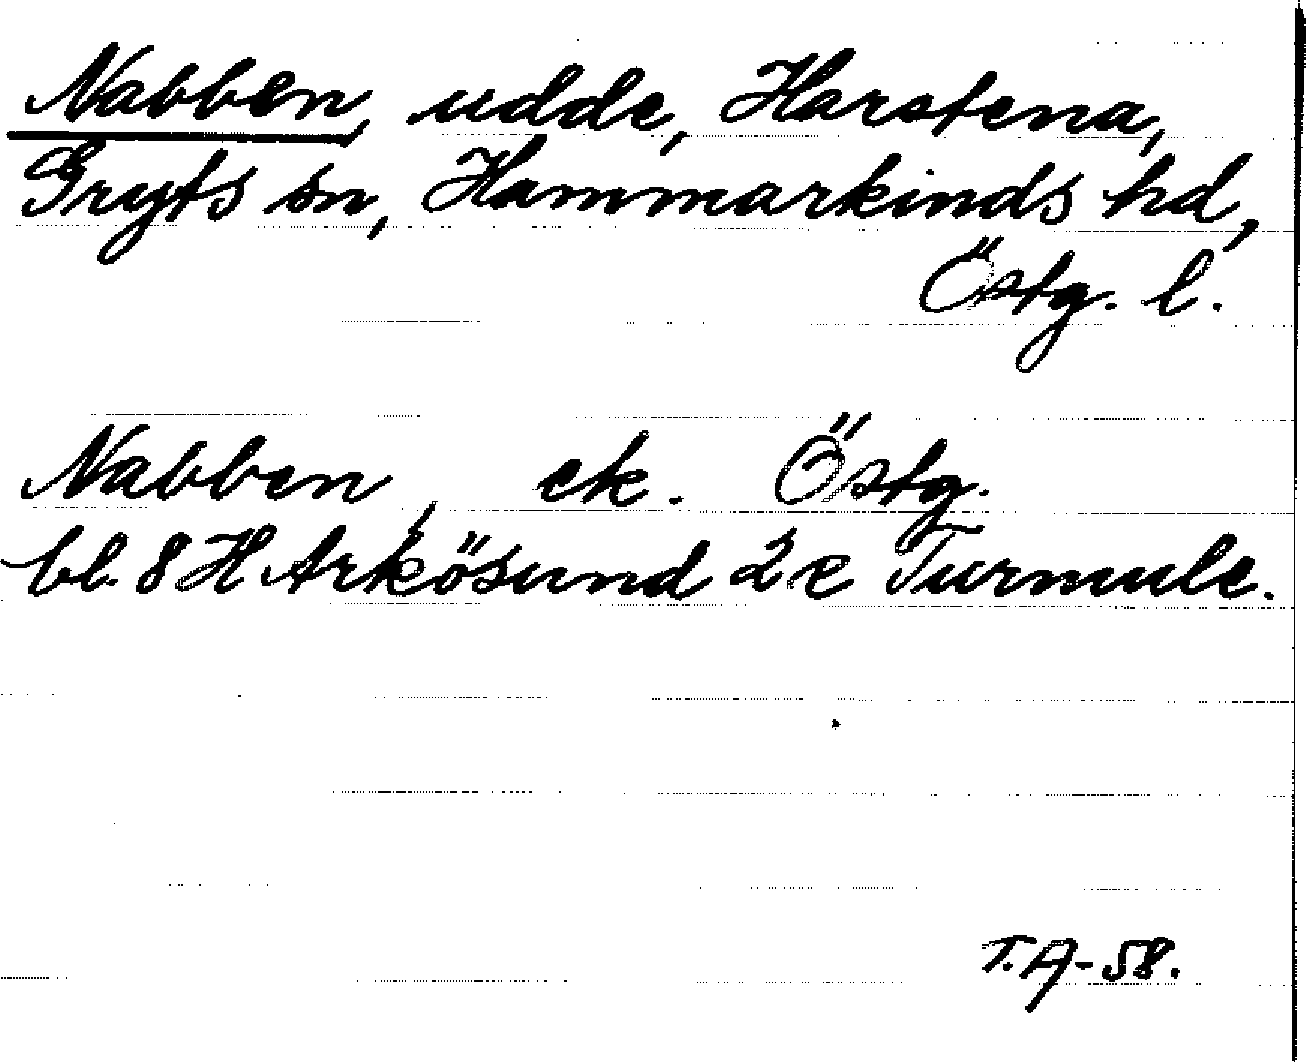 Nabben, udde, Harstena,
Gryts sn, Hammarkinds hd,
Östg. l.
Nabben, ek. Östg.
bl. 8 H Arkösund 2 c Turmule.
T.A-58.